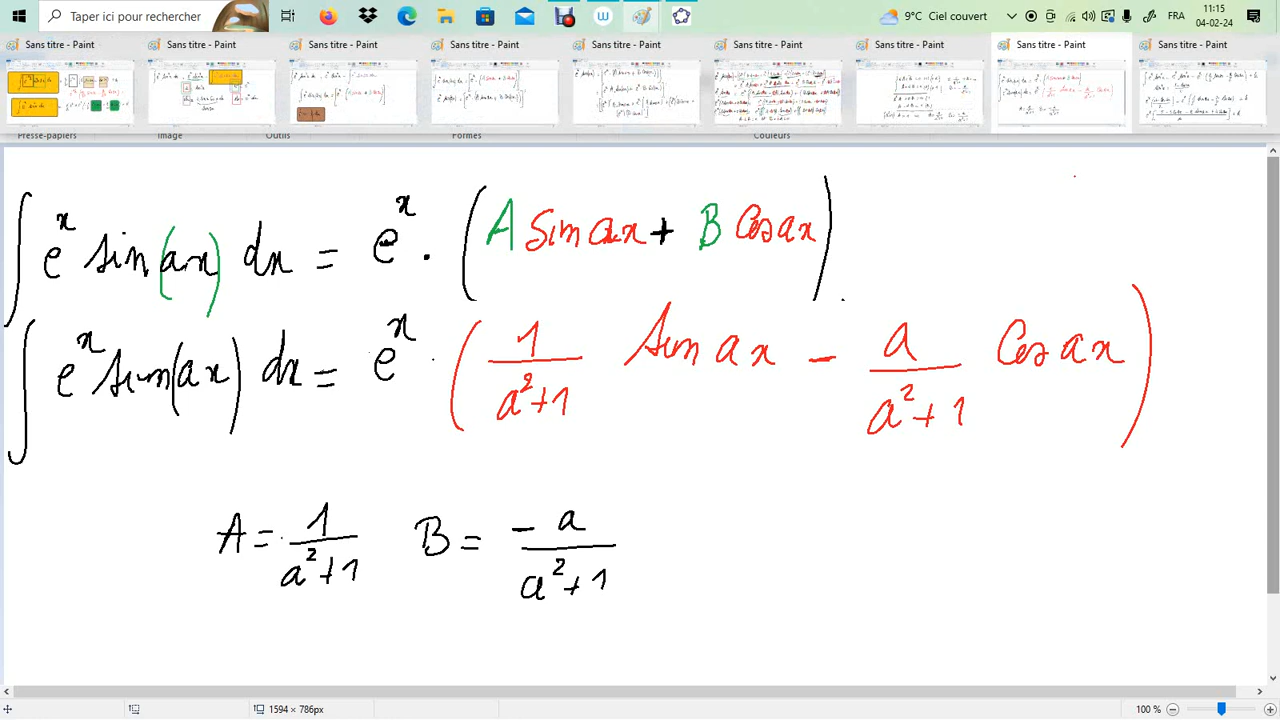 Taper ici pour rechercher
9°C Ciel couvert
FRA
11:15
04-02-24
Sans titre - Paint
Sans titre - Paint
Sans titre - Paint
Sans titre - Paint
Sans titre - Paint
Sans titre - Paint
Sans titre - Paint
Sans titre - Paint
Sans titre - Paint
Presse-papiers Image Outils Formes Couleurs
∫ e^x sin(ax) dx = e^x · (A sin ax + B cos ax).
∫ e^x sin(ax) dx = e^x · (1/(a²+1) sin ax - a/(a²+1) cos ax)
A = 1/(a²+1) B = -a/(a²+1)
1594 × 786px
100 %